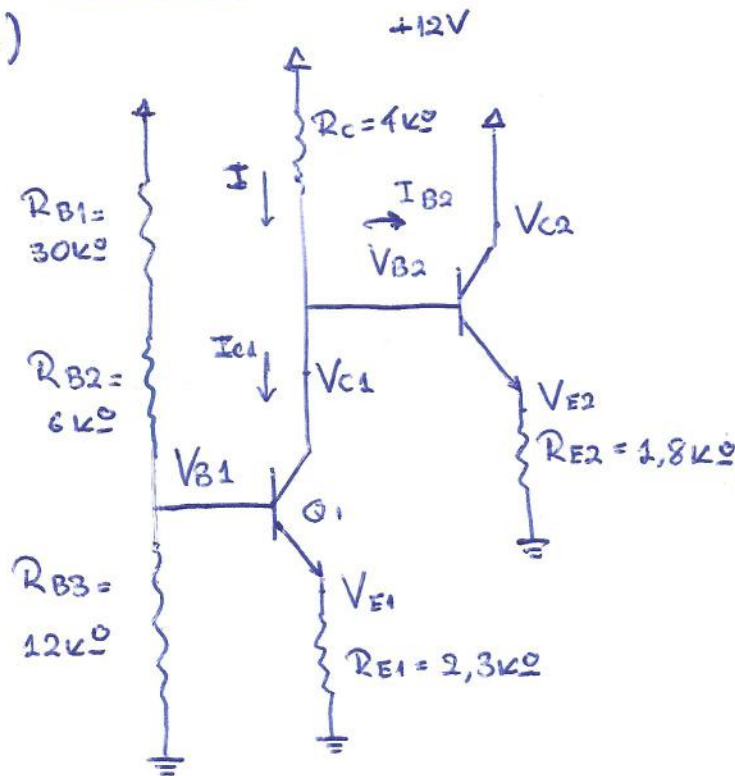 )
+12V
RC = 4KΩ
I
IB2
VC2
RB1 =
30KΩ
VB2
IC1
VC1
RB2 =
6KΩ
VE2
RE2 = 1,8KΩ
VB1
Q1
RB3 =
12KΩ
VE1
RE1 = 2,3KΩ